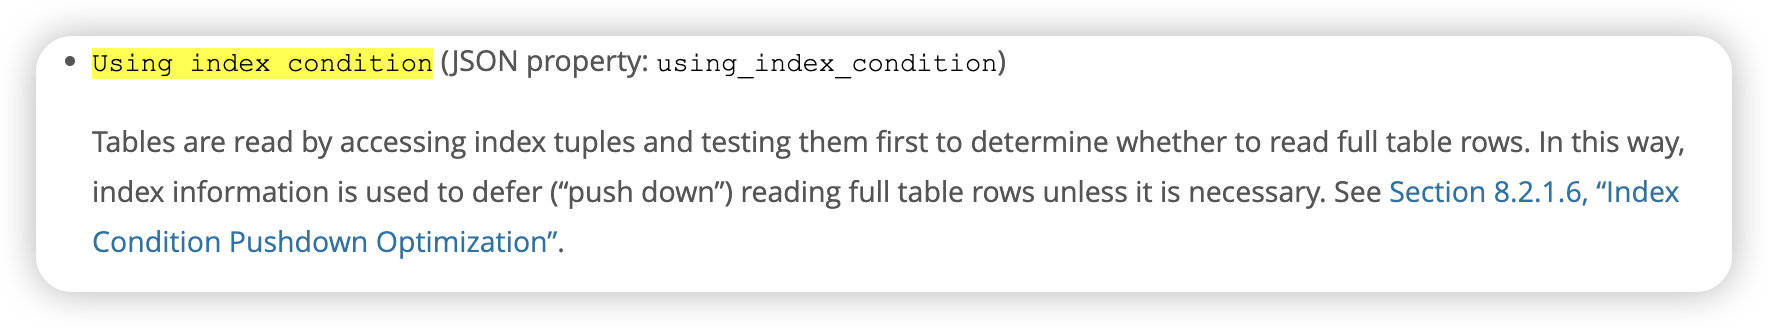 • Using index condition (JSON property: using_index_condition)
Tables are read by accessing index tuples and testing them first to determine whether to read full table rows. In this way,
index information is used to defer (“push down”) reading full table rows unless it is necessary. See Section 8.2.1.6, “Index
Condition Pushdown Optimization”.